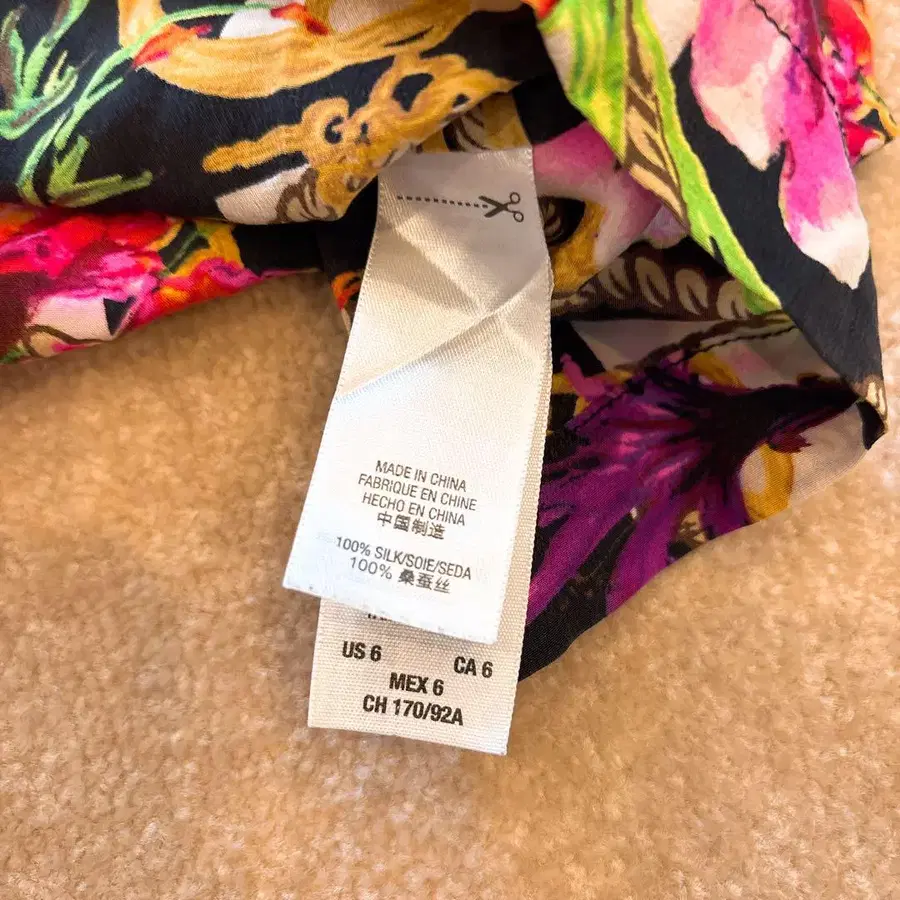 MADE IN CHINA
FABRIQUE EN CHINE
HECHO EN CHINA
中国制造
100% SILK/SOIE/SEDA
100% 桑蚕丝
US 6 CA 6
MEX 6
CH 170/92A